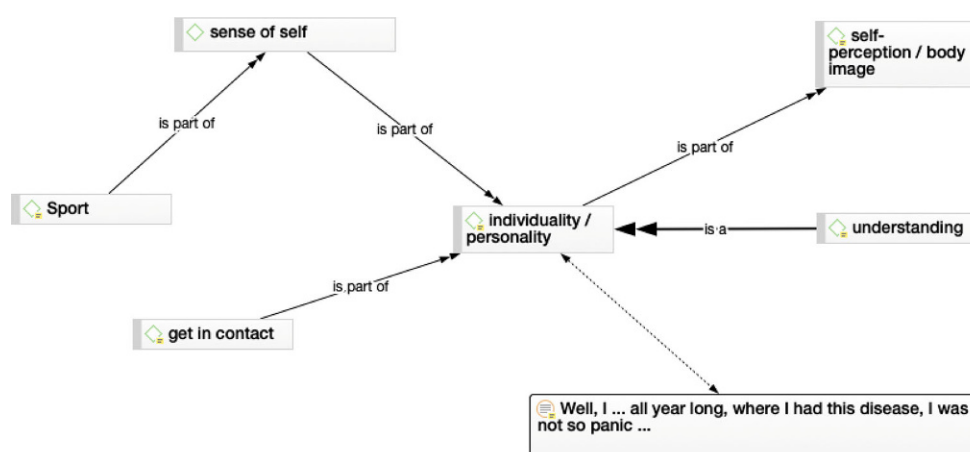 sense of self
self-
perception / body
image
is part of
is part of
is part of
Sport
individuality /
personality
is a
understanding
is part of
get in contact
Well, I ... all year long, where I had this disease, I was
not so panic ...